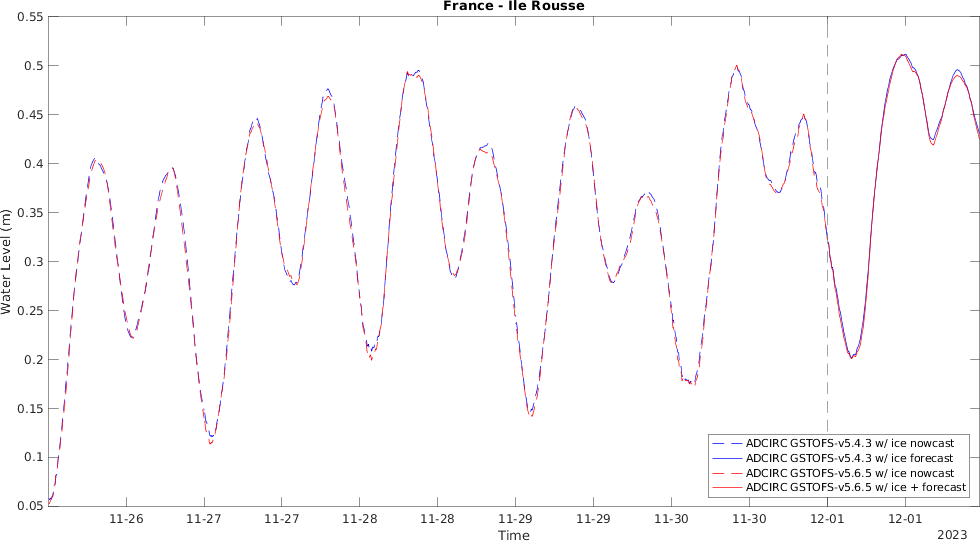 France - Ile Rousse
0.55
0.5
0.45
0.4
0.35
0.3
0.25
0.2
0.15
0.1
0.05
Water Level (m)
ADCIRC GSTOFS-v5.4.3 w/ ice nowcast
ADCIRC GSTOFS-v5.4.3 w/ ice forecast
ADCIRC GSTOFS-v5.6.5 w/ ice nowcast
ADCIRC GSTOFS-v5.6.5 w/ ice + forecast
11-26 11-27 11-27 11-28 11-28 11-29 11-29 11-30 11-30 12-01 12-01
Time
2023